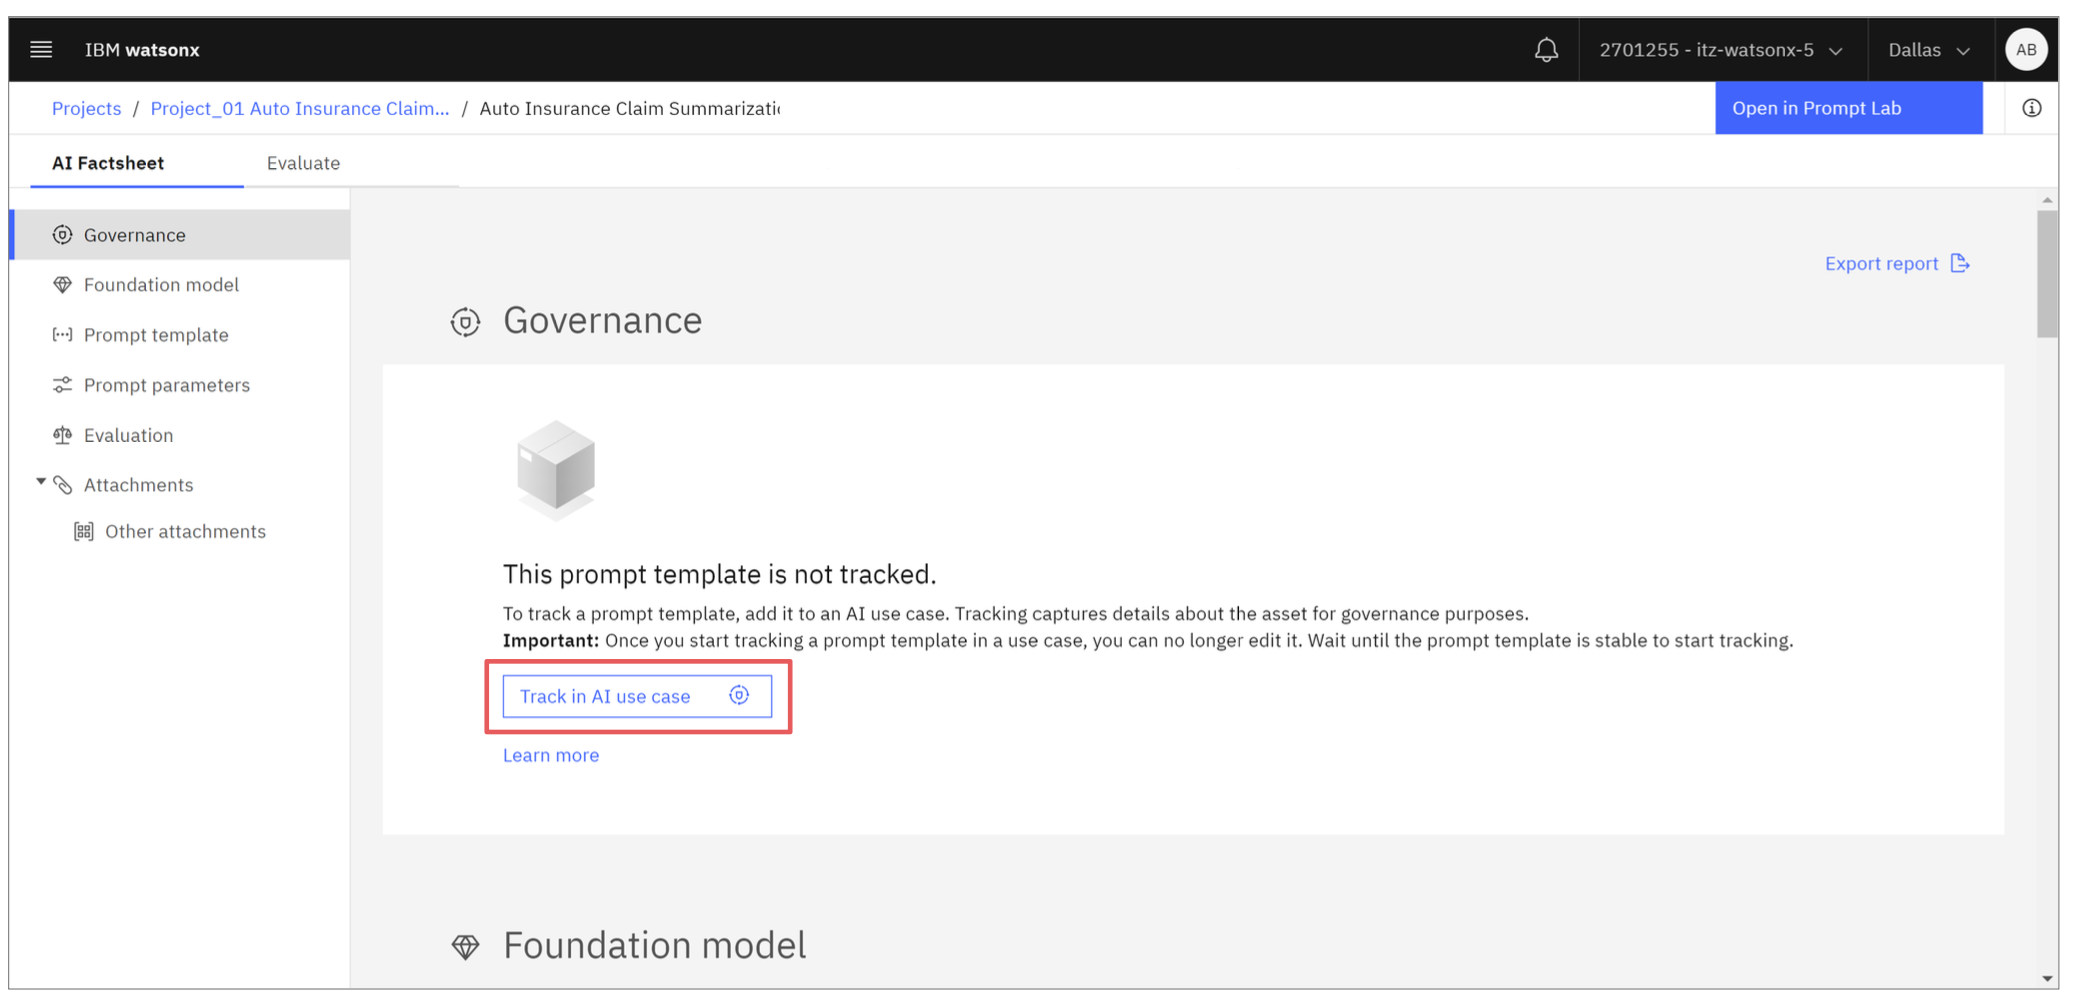 IBM watsonx
2701255 - itz-watsonx-5
Dallas
AB
Projects / Project_01 Auto Insurance Claim... / Auto Insurance Claim Summarizati
Open in Prompt Lab
AI Factsheet
Evaluate
Governance
Foundation model
Prompt template
Prompt parameters
Evaluation
Attachments
Other attachments
Export report
Governance
This prompt template is not tracked.
To track a prompt template, add it to an AI use case. Tracking captures details about the asset for governance purposes.
Important: Once you start tracking a prompt template in a use case, you can no longer edit it. Wait until the prompt template is stable to start tracking.
Track in AI use case
Learn more
Foundation model